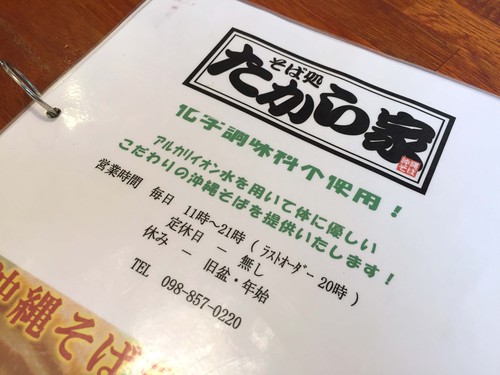 そば処
たから家
沖縄
そば
化学調味料不使用！
アルカリイオン水を用いて体に優しい
こだわりの沖縄そばを提供いたします！
営業時間 毎日 11時～21時（ラストオーダー 20時）
定休日 ― 無し
休み ― 旧盆・年始
TEL 098-857-0220
沖縄そば